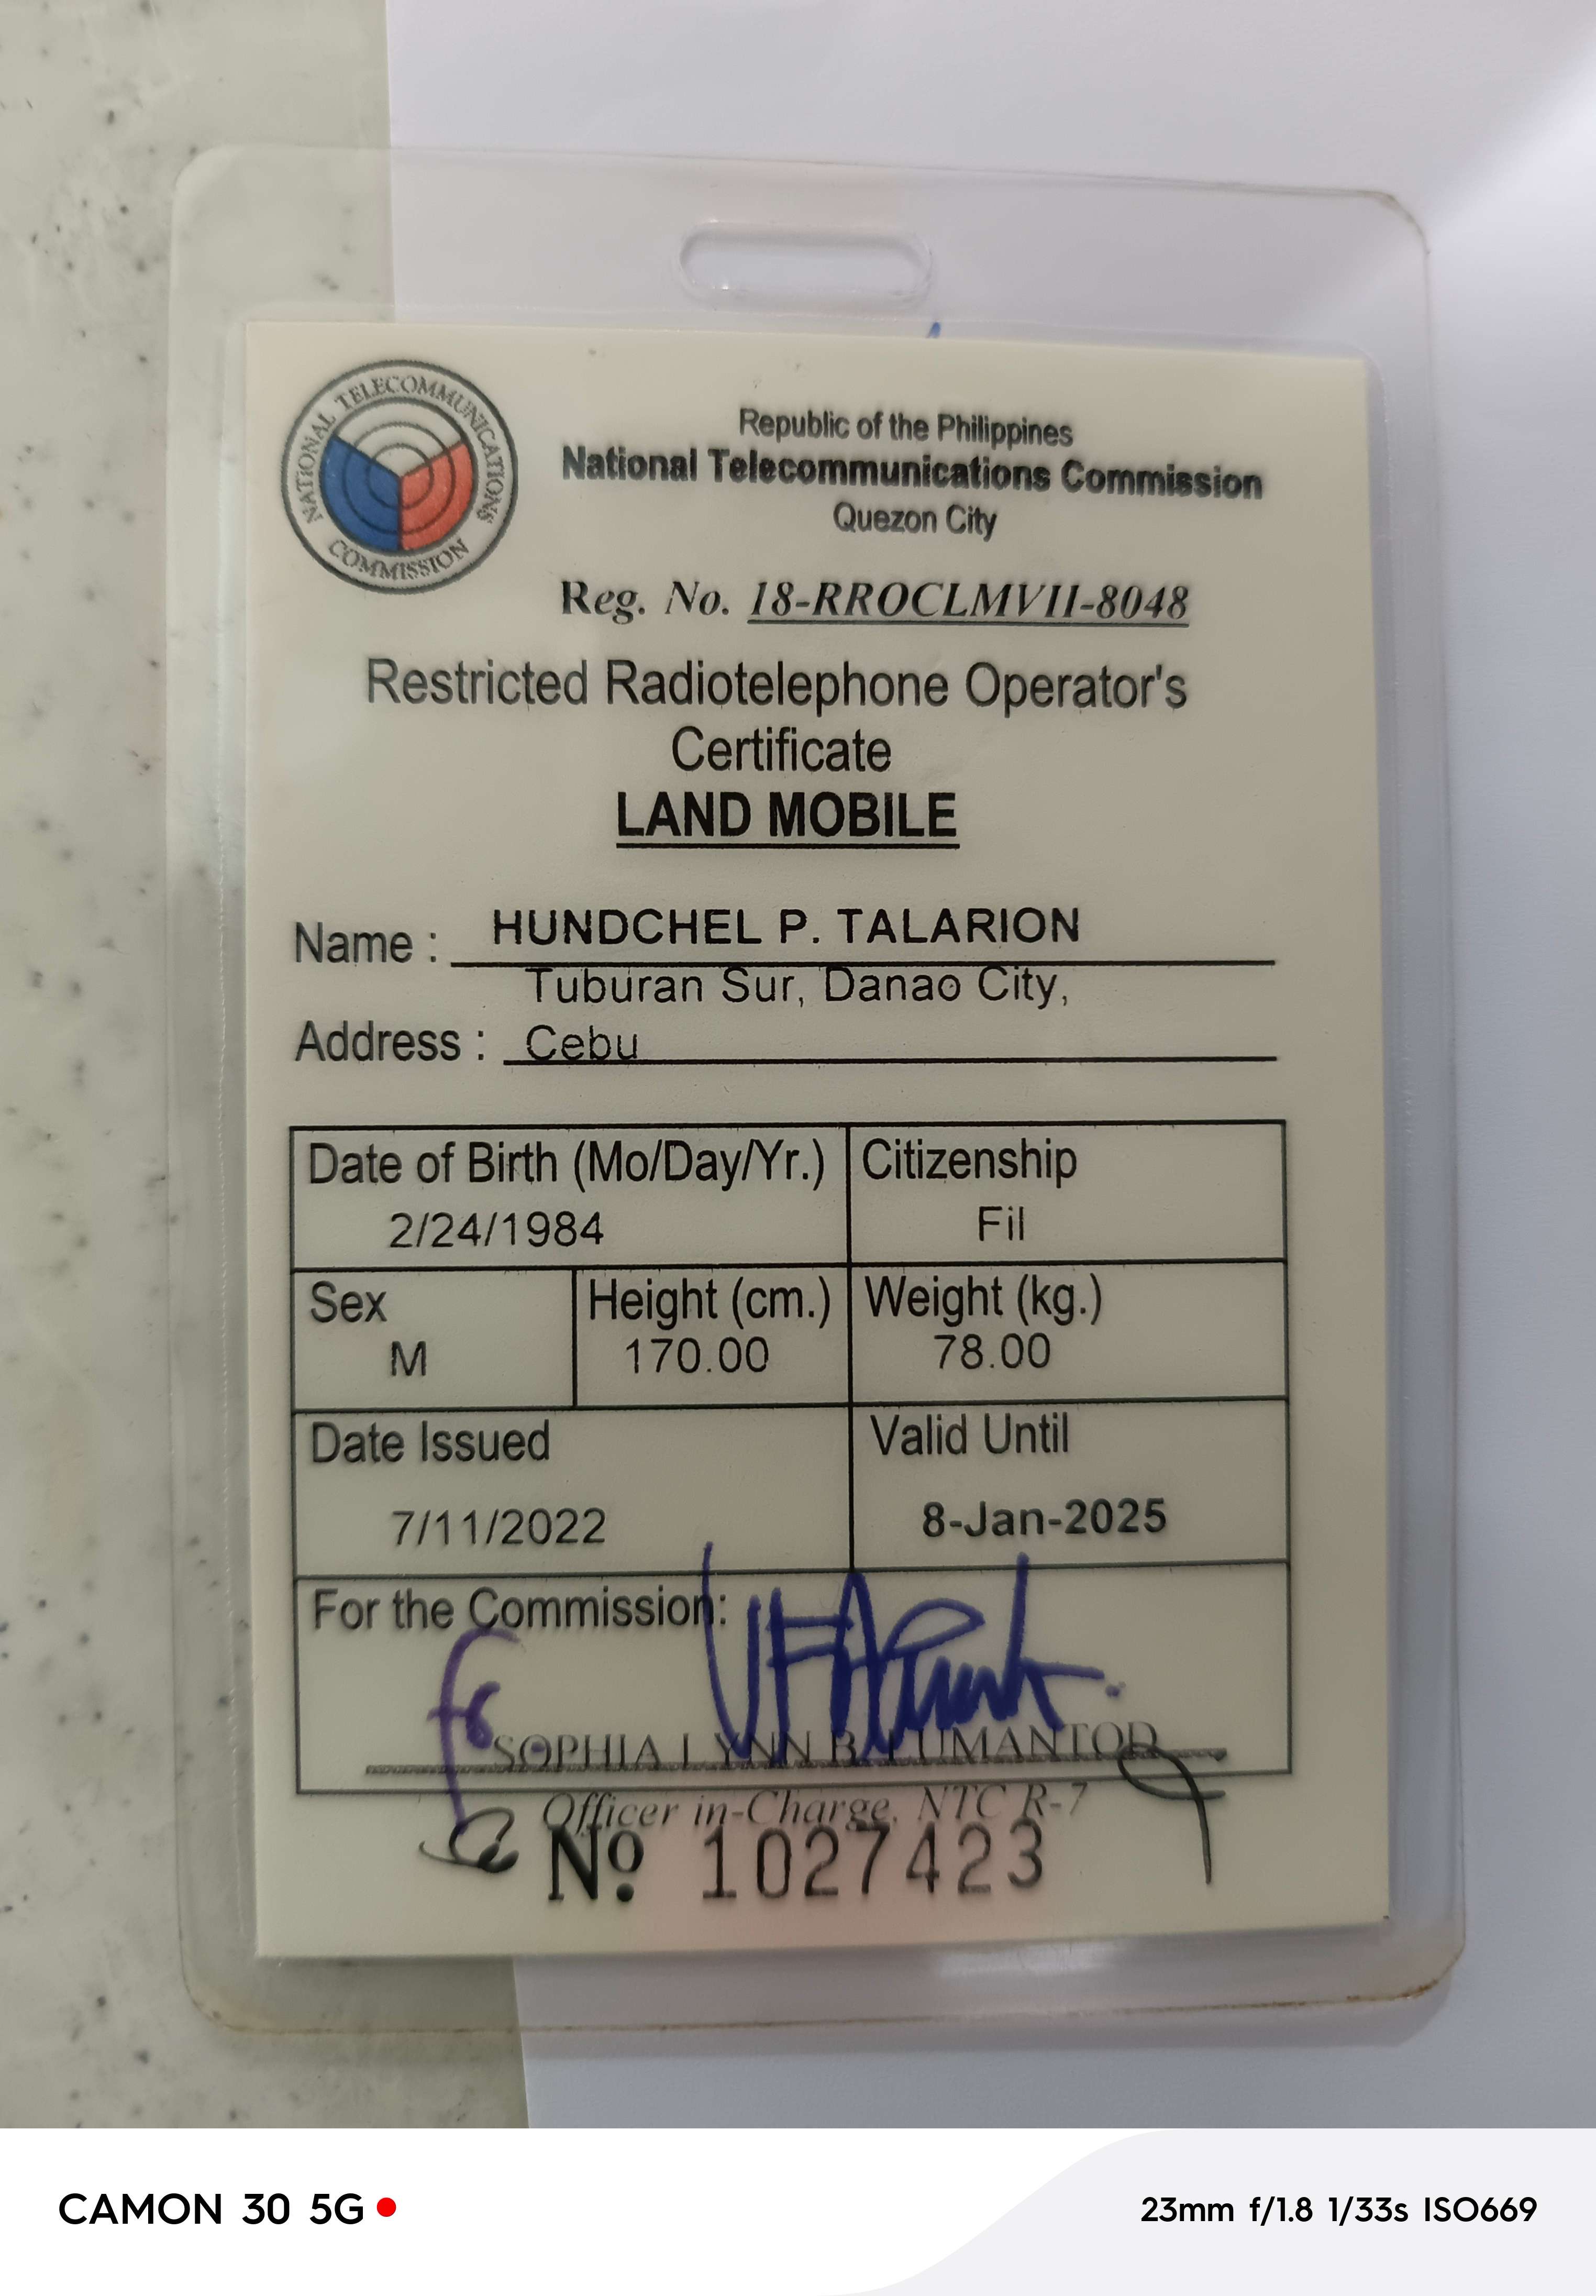 NATIONAL TELECOMMUNICATIONS COMMISSION
Republic of the Philippines
National Telecommunications Commission
Quezon City
Reg. No. 18-RROCLMVII-8048
Restricted Radiotelephone Operator's
Certificate
LAND MOBILE
Name : HUNDCHEL P. TALARION
Tuburan Sur, Danao City,
Address : Cebu
Date of Birth (Mo/Day/Yr.) Citizenship
2/24/1984 Fil
Sex Height (cm.) Weight (kg.)
M 170.00 78.00
Date Issued Valid Until
7/11/2022 8-Jan-2025
For the Commission:
SOPHIA LYNN B. LUMANTOD
Officer in-Charge, NTC R-7
No 1027423
CAMON 30 5G
23mm f/1.8 1/33s ISO669